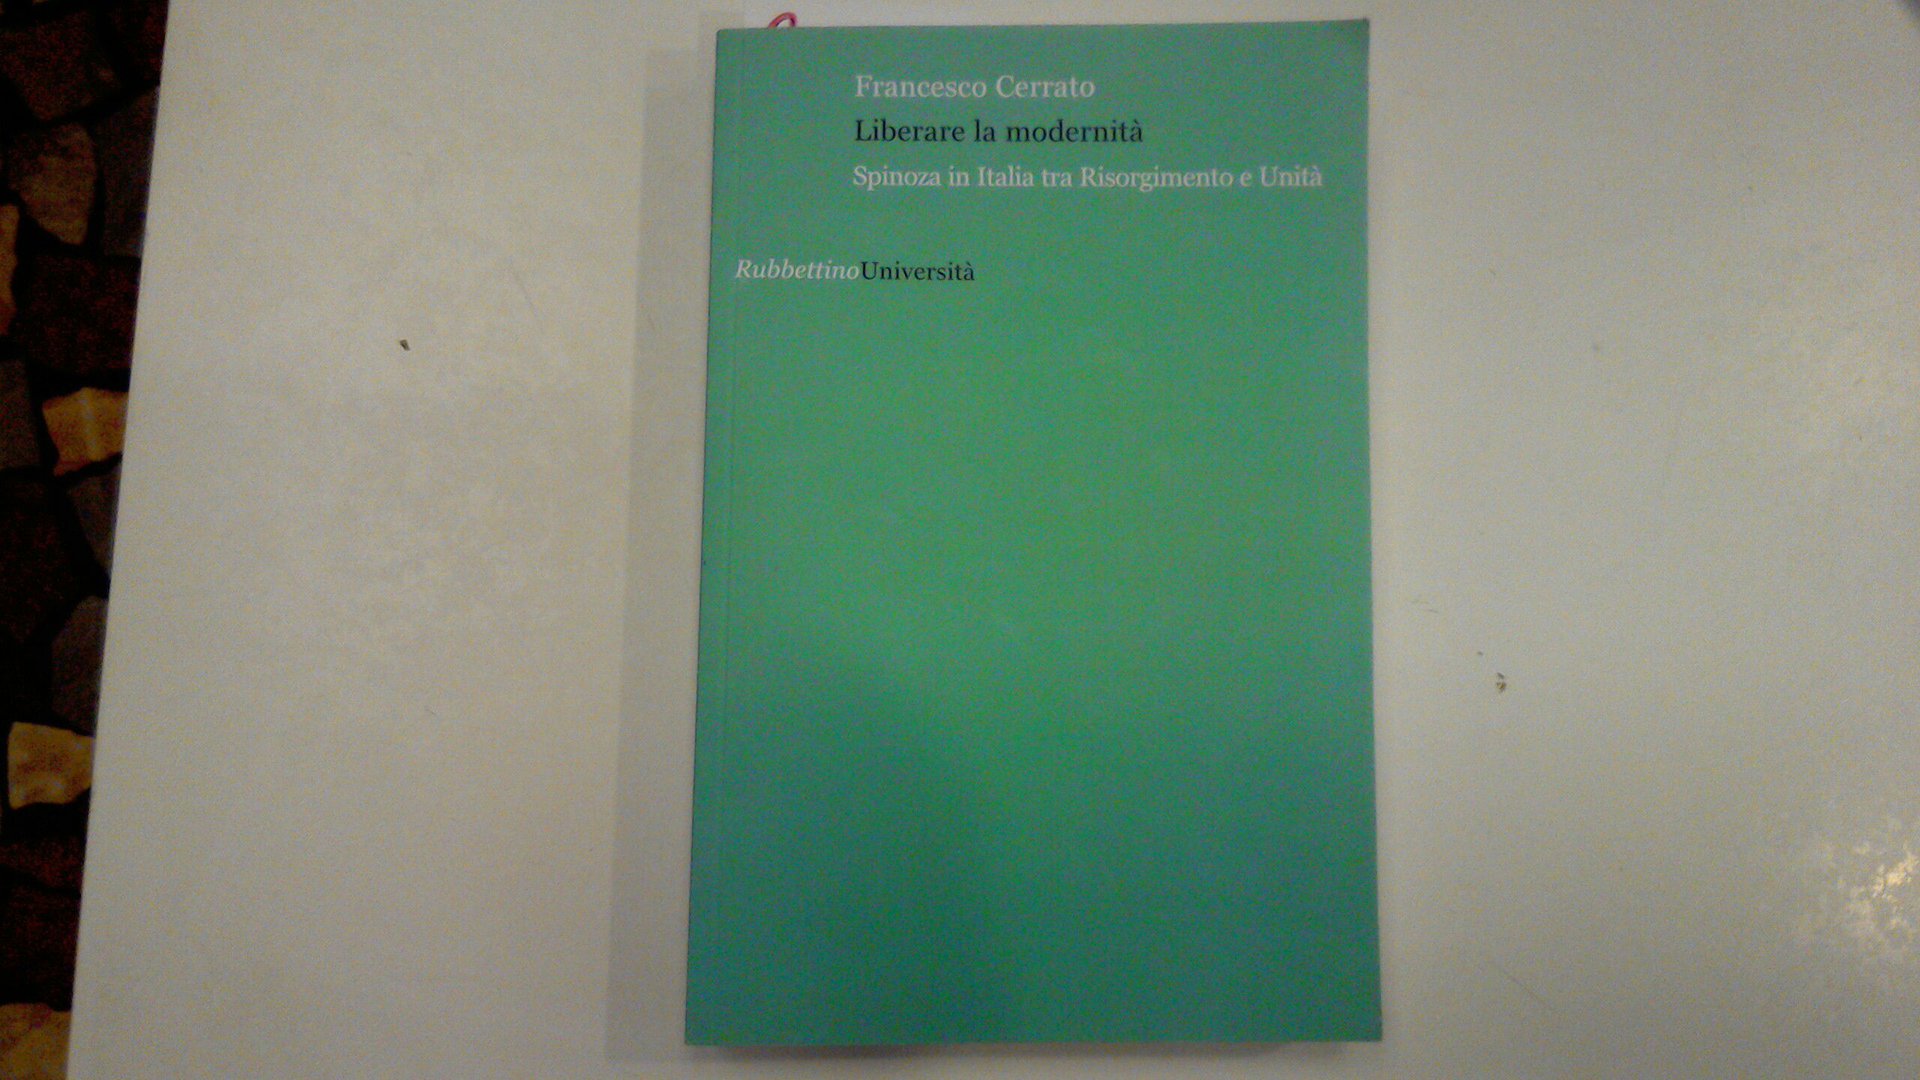 Francesco Cerrato
Liberare la modernità
Spinoza in Italia tra Risorgimento e Unità
RubbettinoUniversità